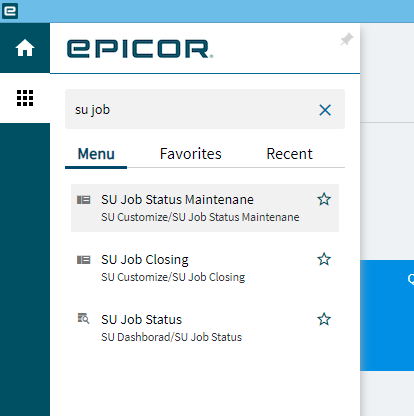 EPICOR
su job
Menu Favorites Recent
SU Job Status Maintenane
SU Customize/SU Job Status Maintenane
SU Job Closing
SU Customize/SU Job Closing
SU Job Status
SU Dashborad/SU Job Status